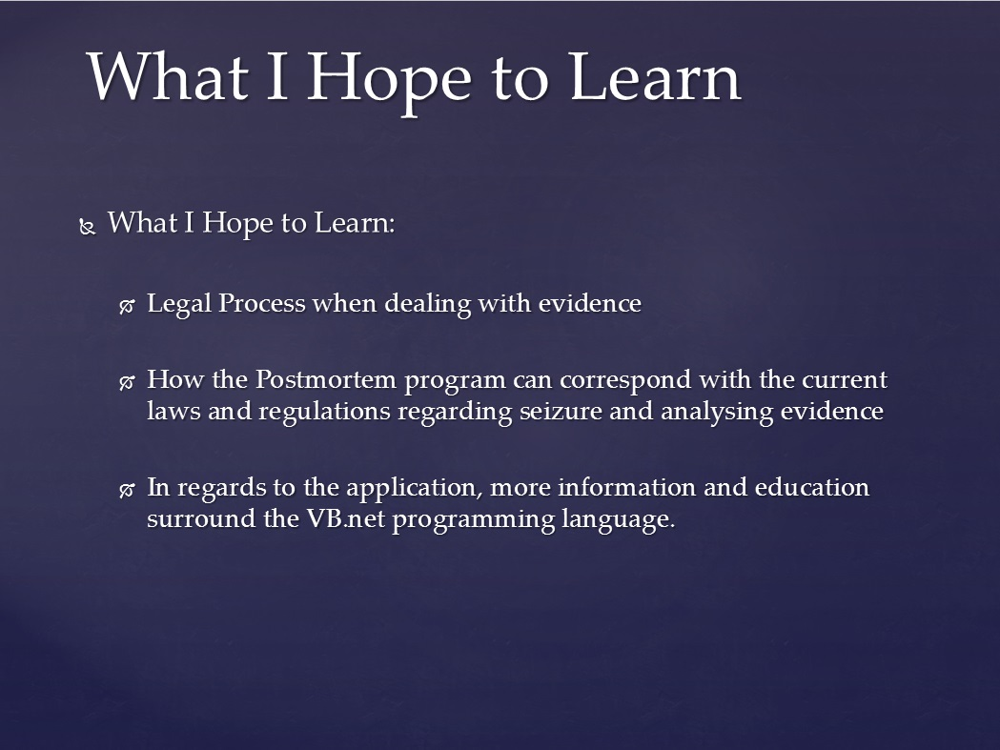 What I Hope to Learn
What I Hope to Learn:
Legal Process when dealing with evidence
How the Postmortem program can correspond with the current
laws and regulations regarding seizure and analysing evidence
In regards to the application, more information and education
surround the VB.net programming language.